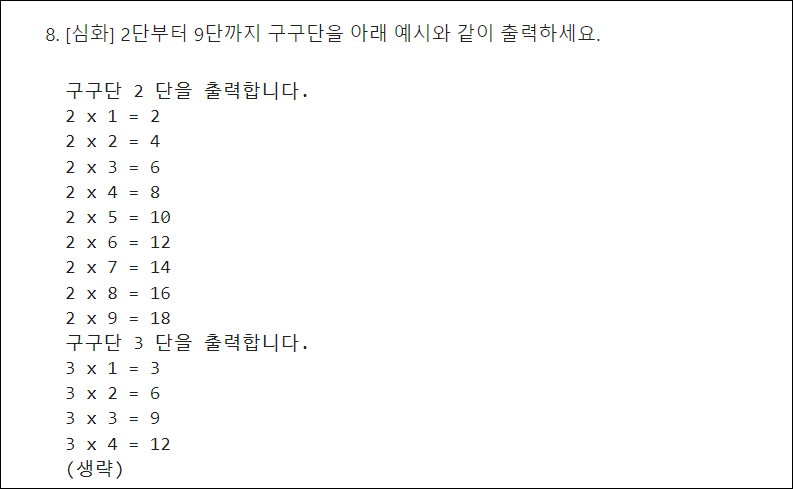 8. [심화] 2단부터 9단까지 구구단을 아래 예시와 같이 출력하세요.
구구단 2 단을 출력합니다.
2 x 1 = 2
2 x 2 = 4
2 x 3 = 6
2 x 4 = 8
2 x 5 = 10
2 x 6 = 12
2 x 7 = 14
2 x 8 = 16
2 x 9 = 18
구구단 3 단을 출력합니다.
3 x 1 = 3
3 x 2 = 6
3 x 3 = 9
3 x 4 = 12
(생략)